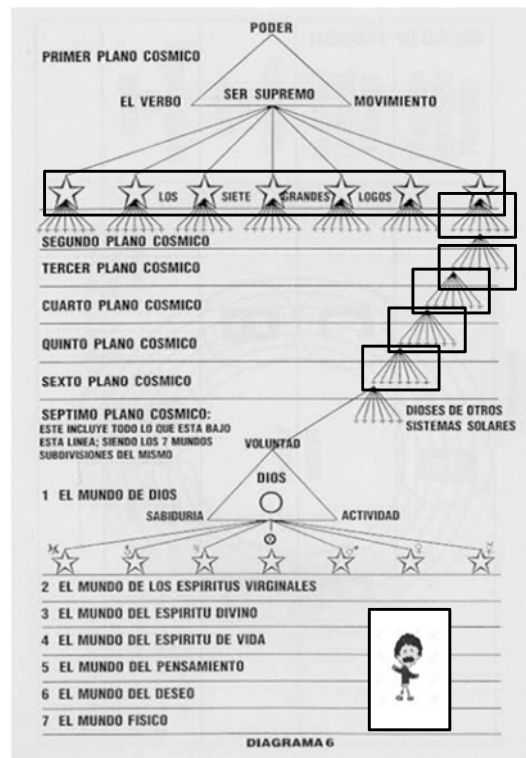 PODER
PRIMER PLANO COSMICO
SER SUPREMO
EL VERBO
MOVIMIENTO
LOS SIETE GRANDES LOGOS
SEGUNDO PLANO COSMICO
TERCER PLANO COSMICO
CUARTO PLANO COSMICO
QUINTO PLANO COSMICO
SEXTO PLANO COSMICO
SEPTIMO PLANO COSMICO:
ESTE INCLUYE TODO LO QUE ESTA BAJO
ESTA LINEA; SIENDO LOS 7 MUNDOS
SUBDIVISIONES DEL MISMO
DIOSES DE OTROS
SISTEMAS SOLARES
VOLUNTAD
DIOS
1 EL MUNDO DE DIOS
SABIDURIA
ACTIVIDAD
2 EL MUNDO DE LOS ESPIRITUS VIRGINALES
3 EL MUNDO DEL ESPIRITU DIVINO
4 EL MUNDO DEL ESPIRITU DE VIDA
5 EL MUNDO DEL PENSAMIENTO
6 EL MUNDO DEL DESEO
7 EL MUNDO FISICO
DIAGRAMA 6